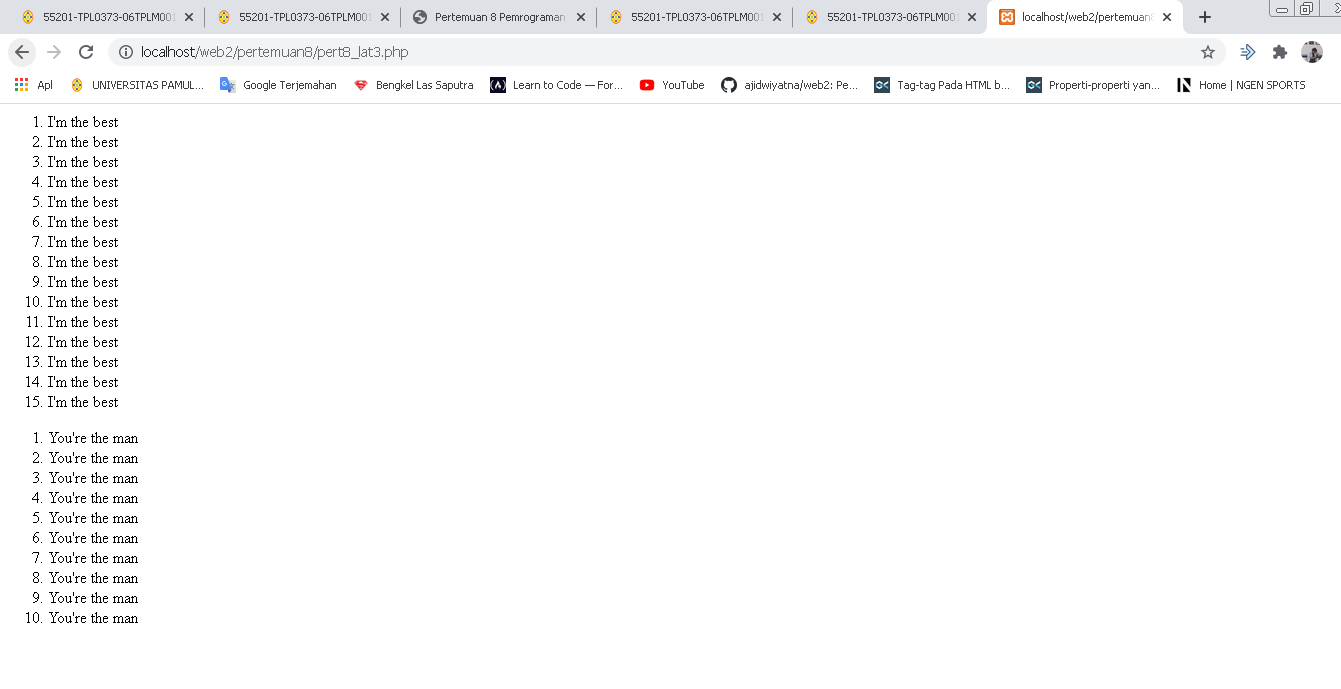 55201-TPL0373-06TPLM001
55201-TPL0373-06TPLM001
Pertemuan 8 Pemrograman
55201-TPL0373-06TPLM001
55201-TPL0373-06TPLM001
localhost/web2/pertemuan8
localhost/web2/pertemuan8/pert8_lat3.php
Apl
UNIVERSITAS PAMUL...
Google Terjemahan
Bengkel Las Saputra
Learn to Code — For...
YouTube
ajidwiyatna/web2: Pe...
Tag-tag Pada HTML b...
Properti-properti yan...
Home | NGEN SPORTS
1. I'm the best
2. I'm the best
3. I'm the best
4. I'm the best
5. I'm the best
6. I'm the best
7. I'm the best
8. I'm the best
9. I'm the best
10. I'm the best
11. I'm the best
12. I'm the best
13. I'm the best
14. I'm the best
15. I'm the best
1. You're the man
2. You're the man
3. You're the man
4. You're the man
5. You're the man
6. You're the man
7. You're the man
8. You're the man
9. You're the man
10. You're the man